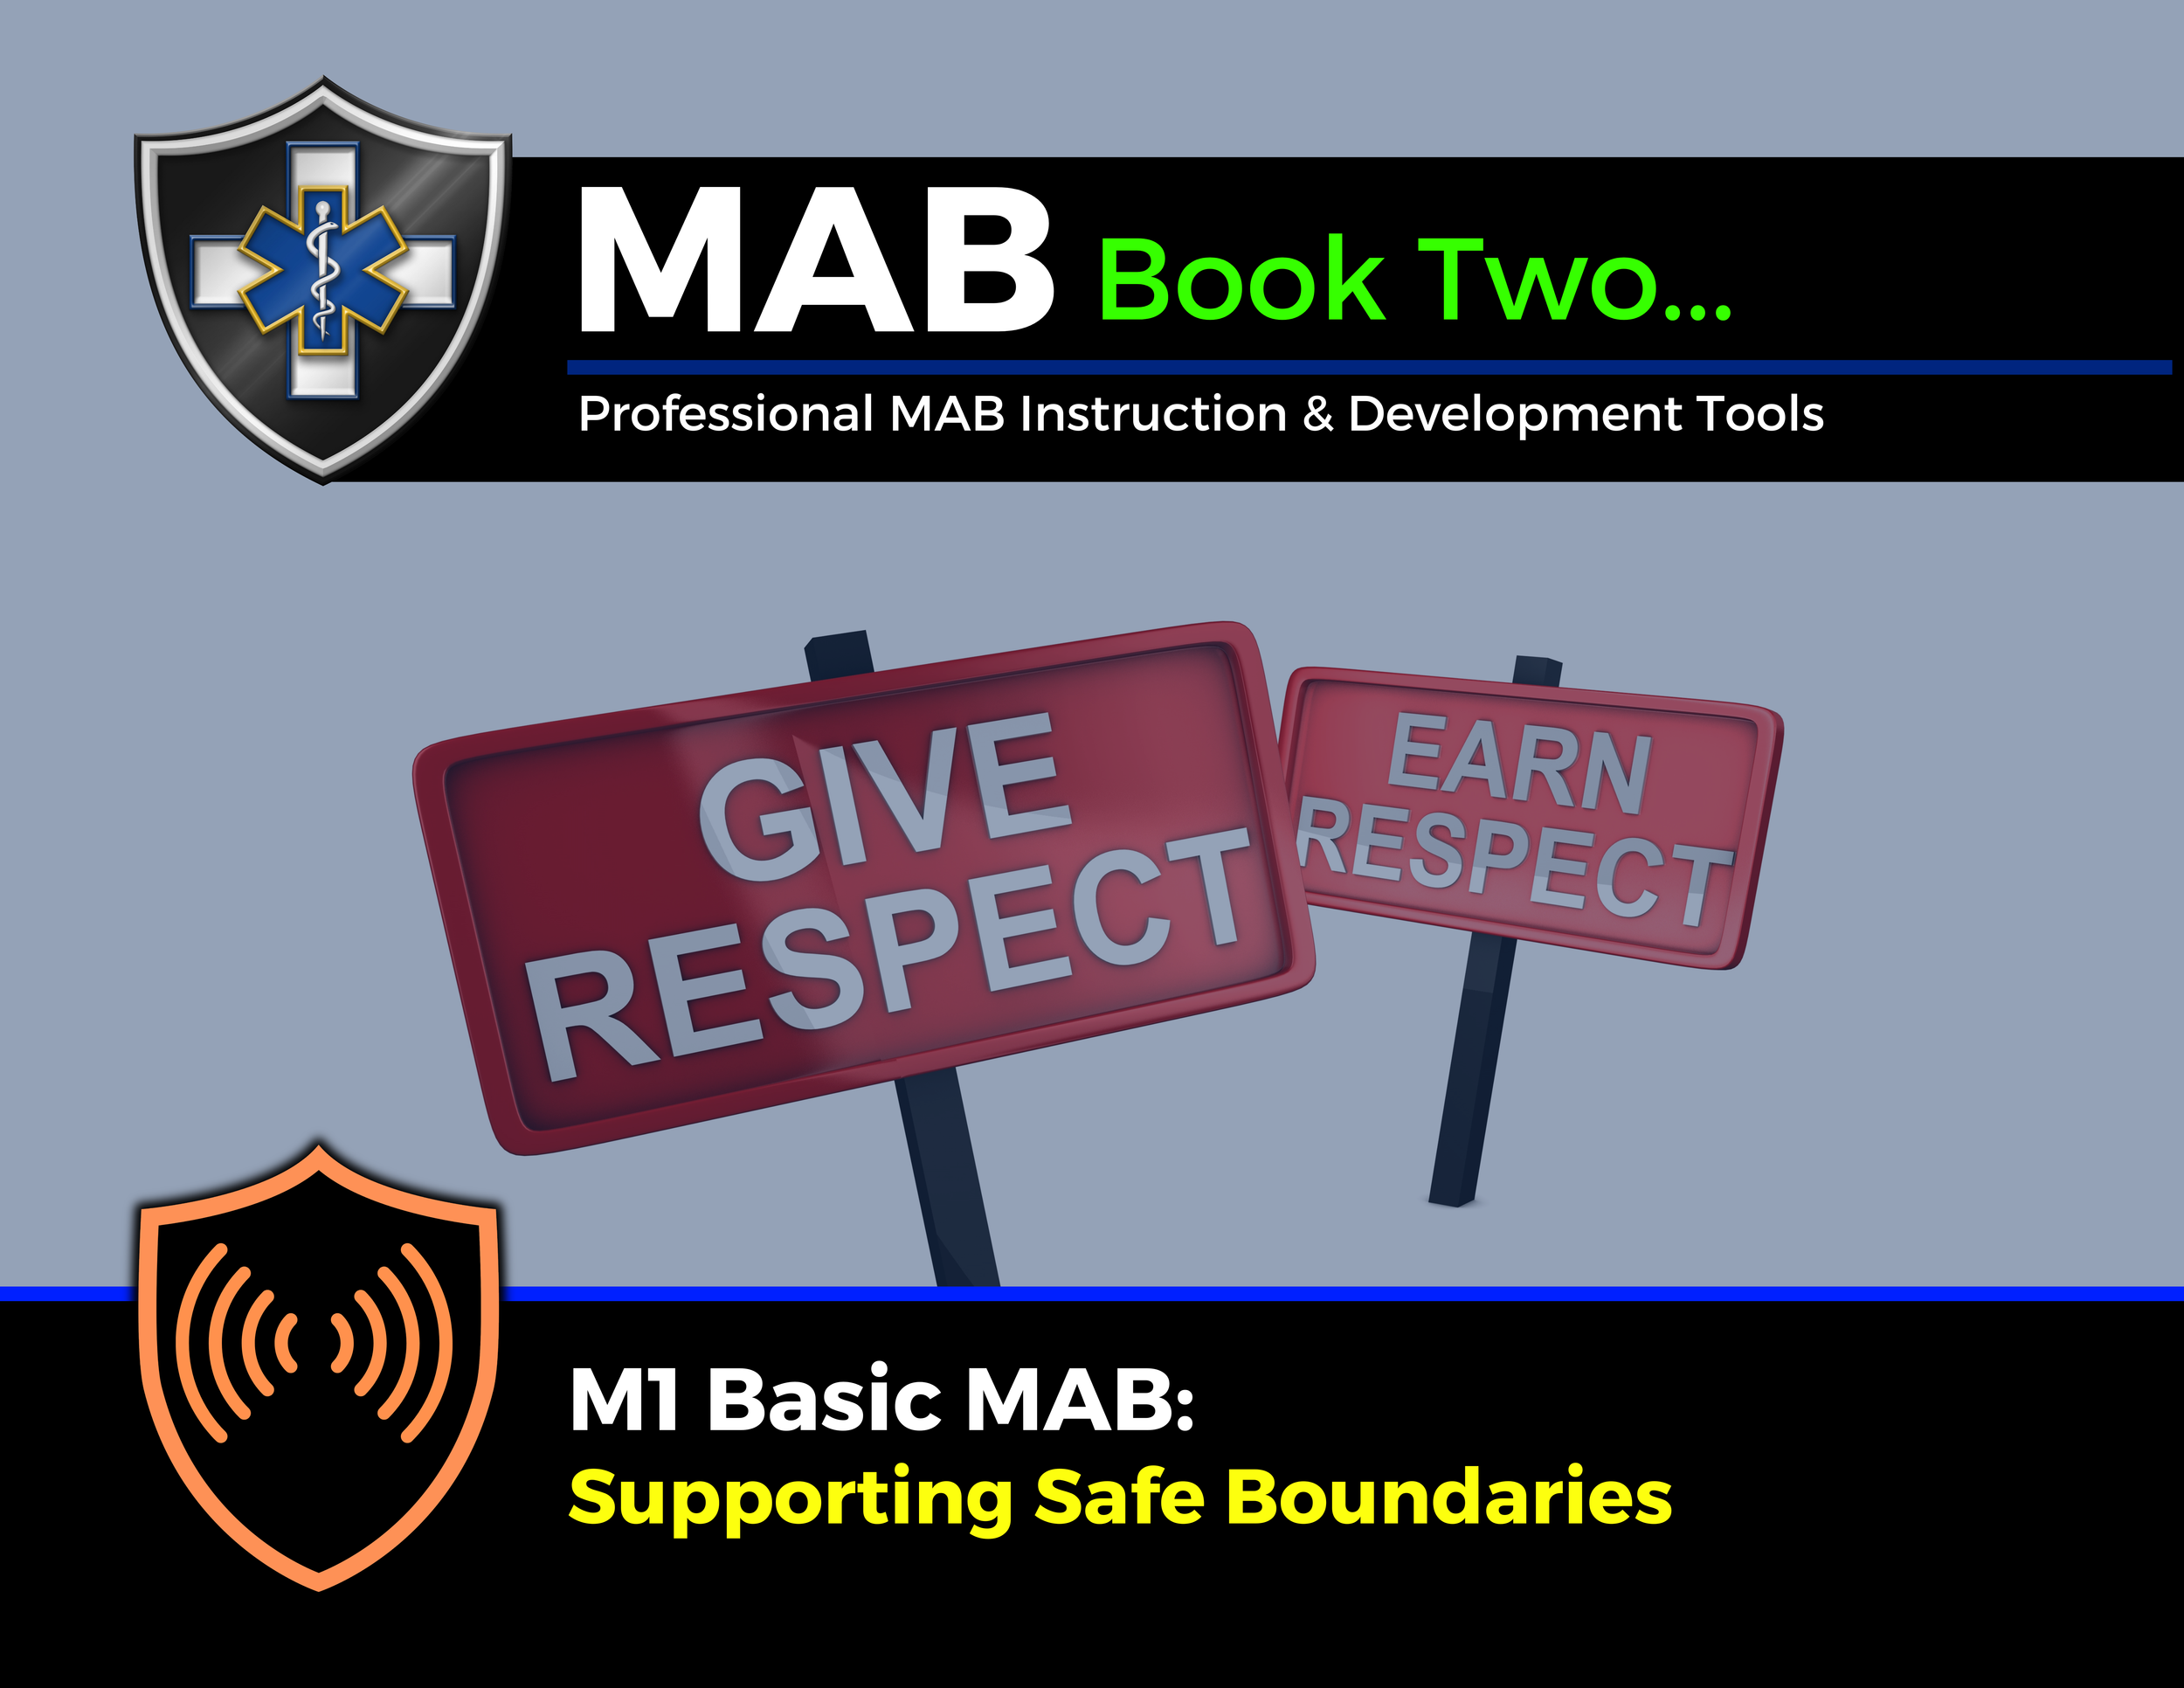 MAB Book Two...
Professional MAB Instruction & Development Tools
GIVE
RESPECT
EARN
RESPECT
M1 Basic MAB:
Supporting Safe Boundaries